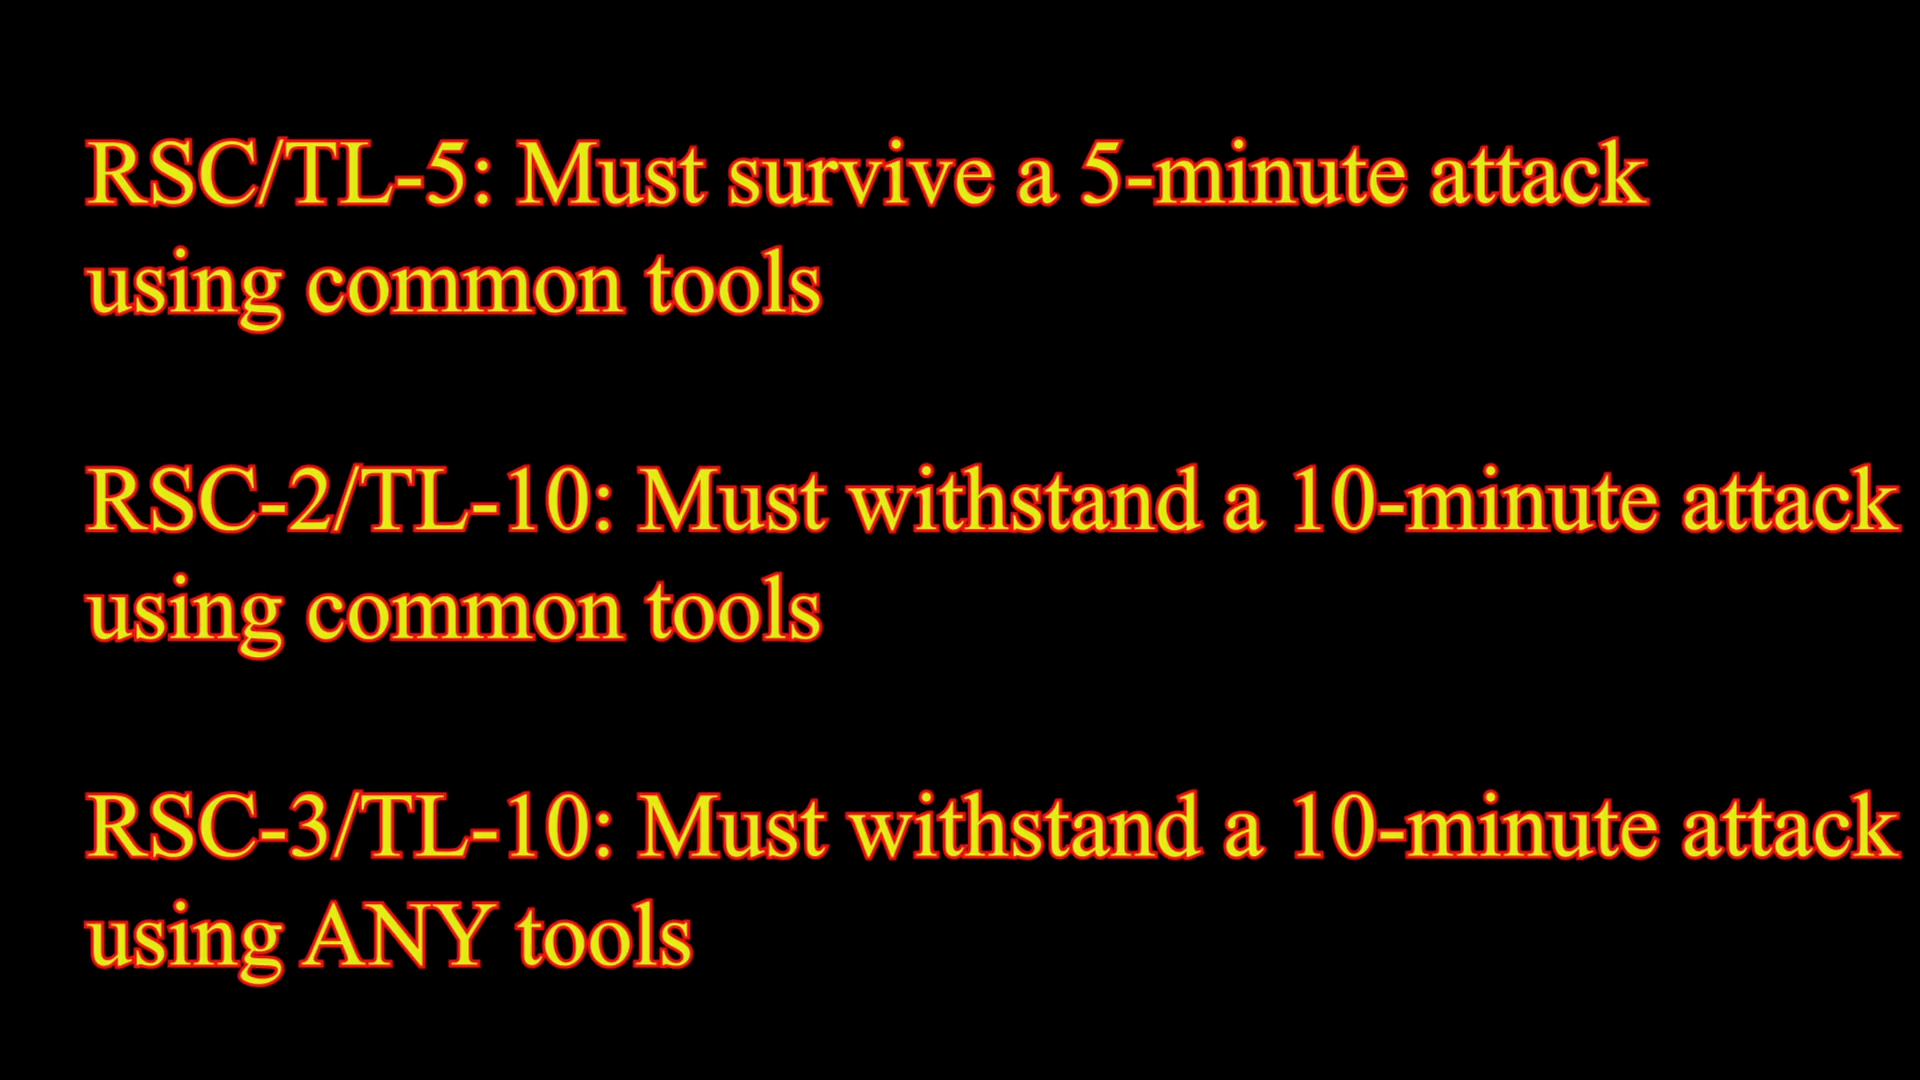 RSC/TL-5: Must survive a 5-minute attack
using common tools
RSC-2/TL-10: Must withstand a 10-minute attack
using common tools
RSC-3/TL-10: Must withstand a 10-minute attack
using ANY tools